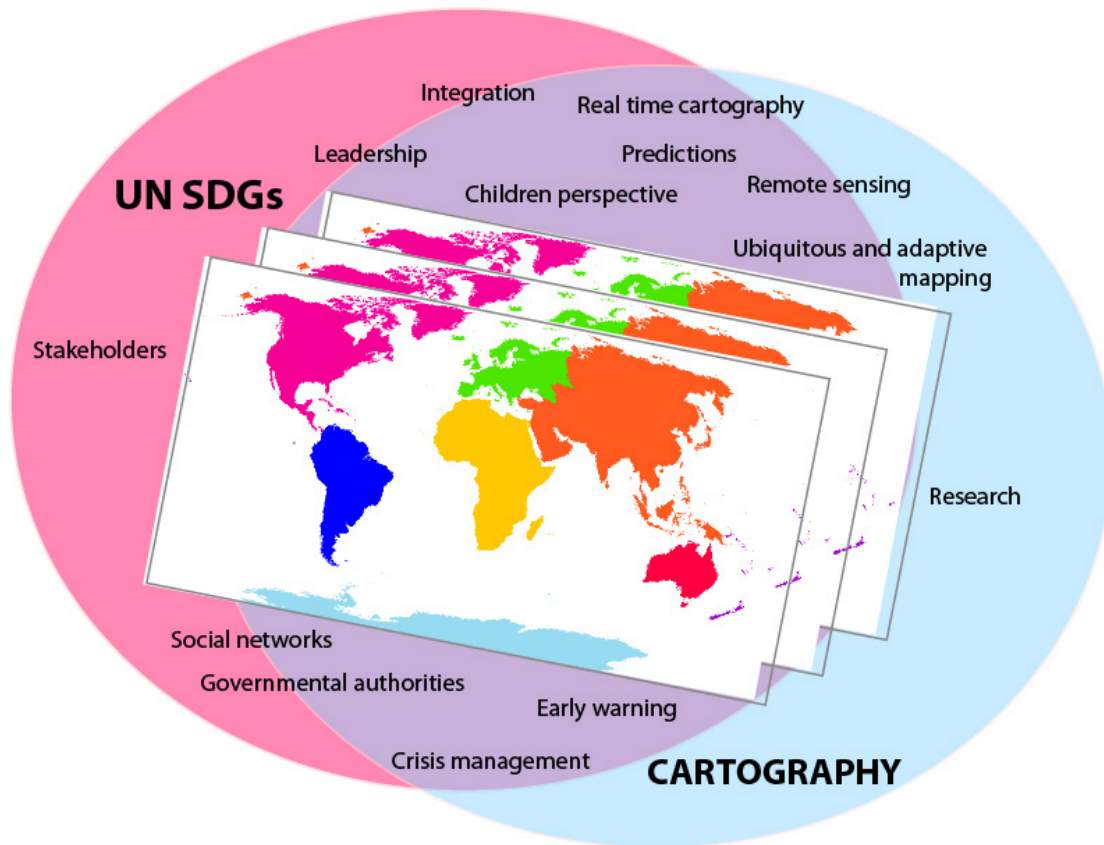 Integration
Real time cartography
Leadership
Predictions
UN SDGs
Children perspective
Remote sensing
Ubiquitous and adaptive
mapping
Stakeholders
Research
Social networks
Governmental authorities
Early warning
Crisis management
CARTOGRAPHY